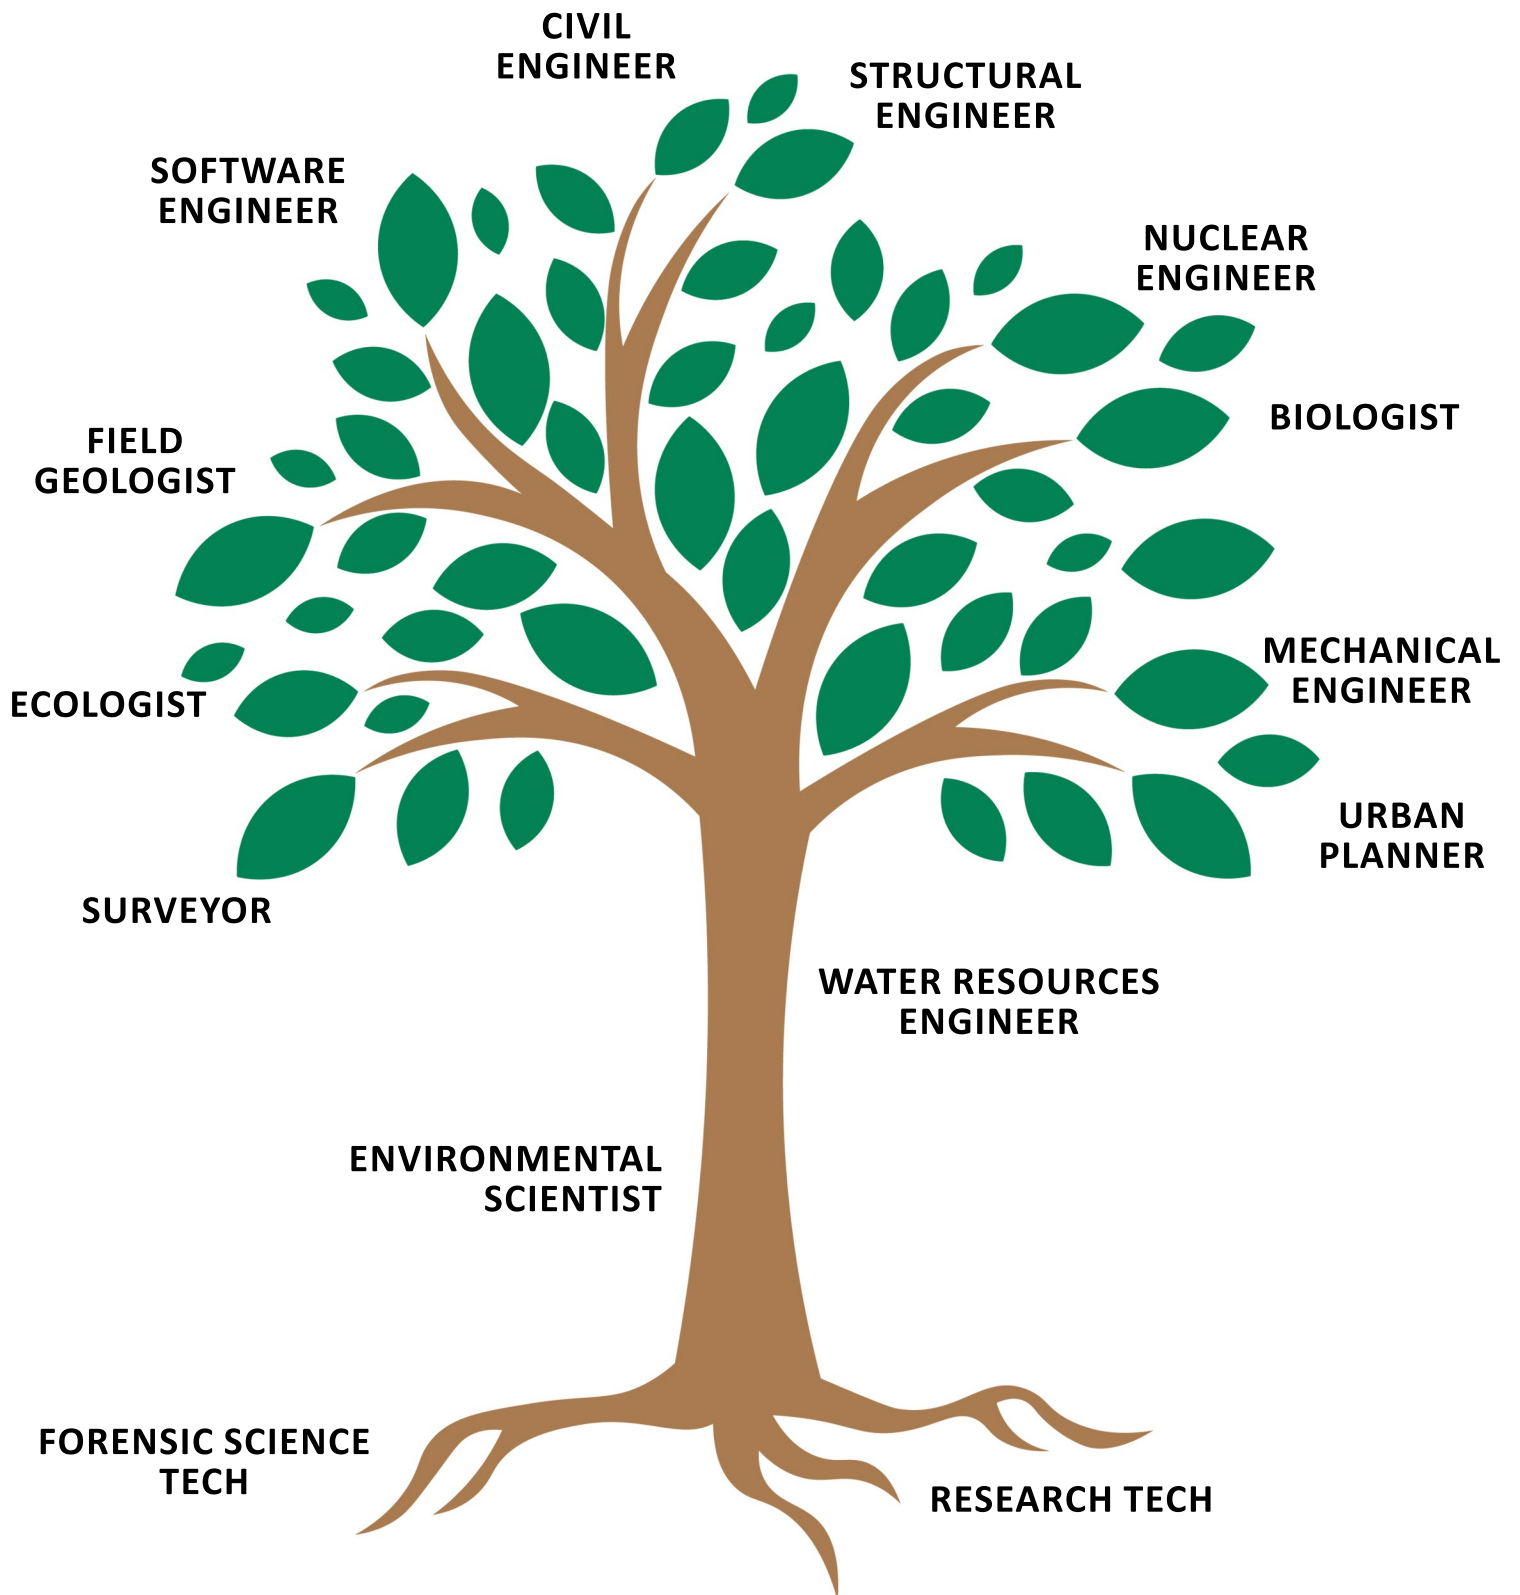 CIVIL
ENGINEER
STRUCTURAL
ENGINEER
SOFTWARE
ENGINEER
NUCLEAR
ENGINEER
BIOLOGIST
FIELD
GEOLOGIST
MECHANICAL
ENGINEER
ECOLOGIST
URBAN
PLANNER
SURVEYOR
WATER RESOURCES
ENGINEER
ENVIRONMENTAL
SCIENTIST
FORENSIC SCIENCE
TECH
RESEARCH TECH